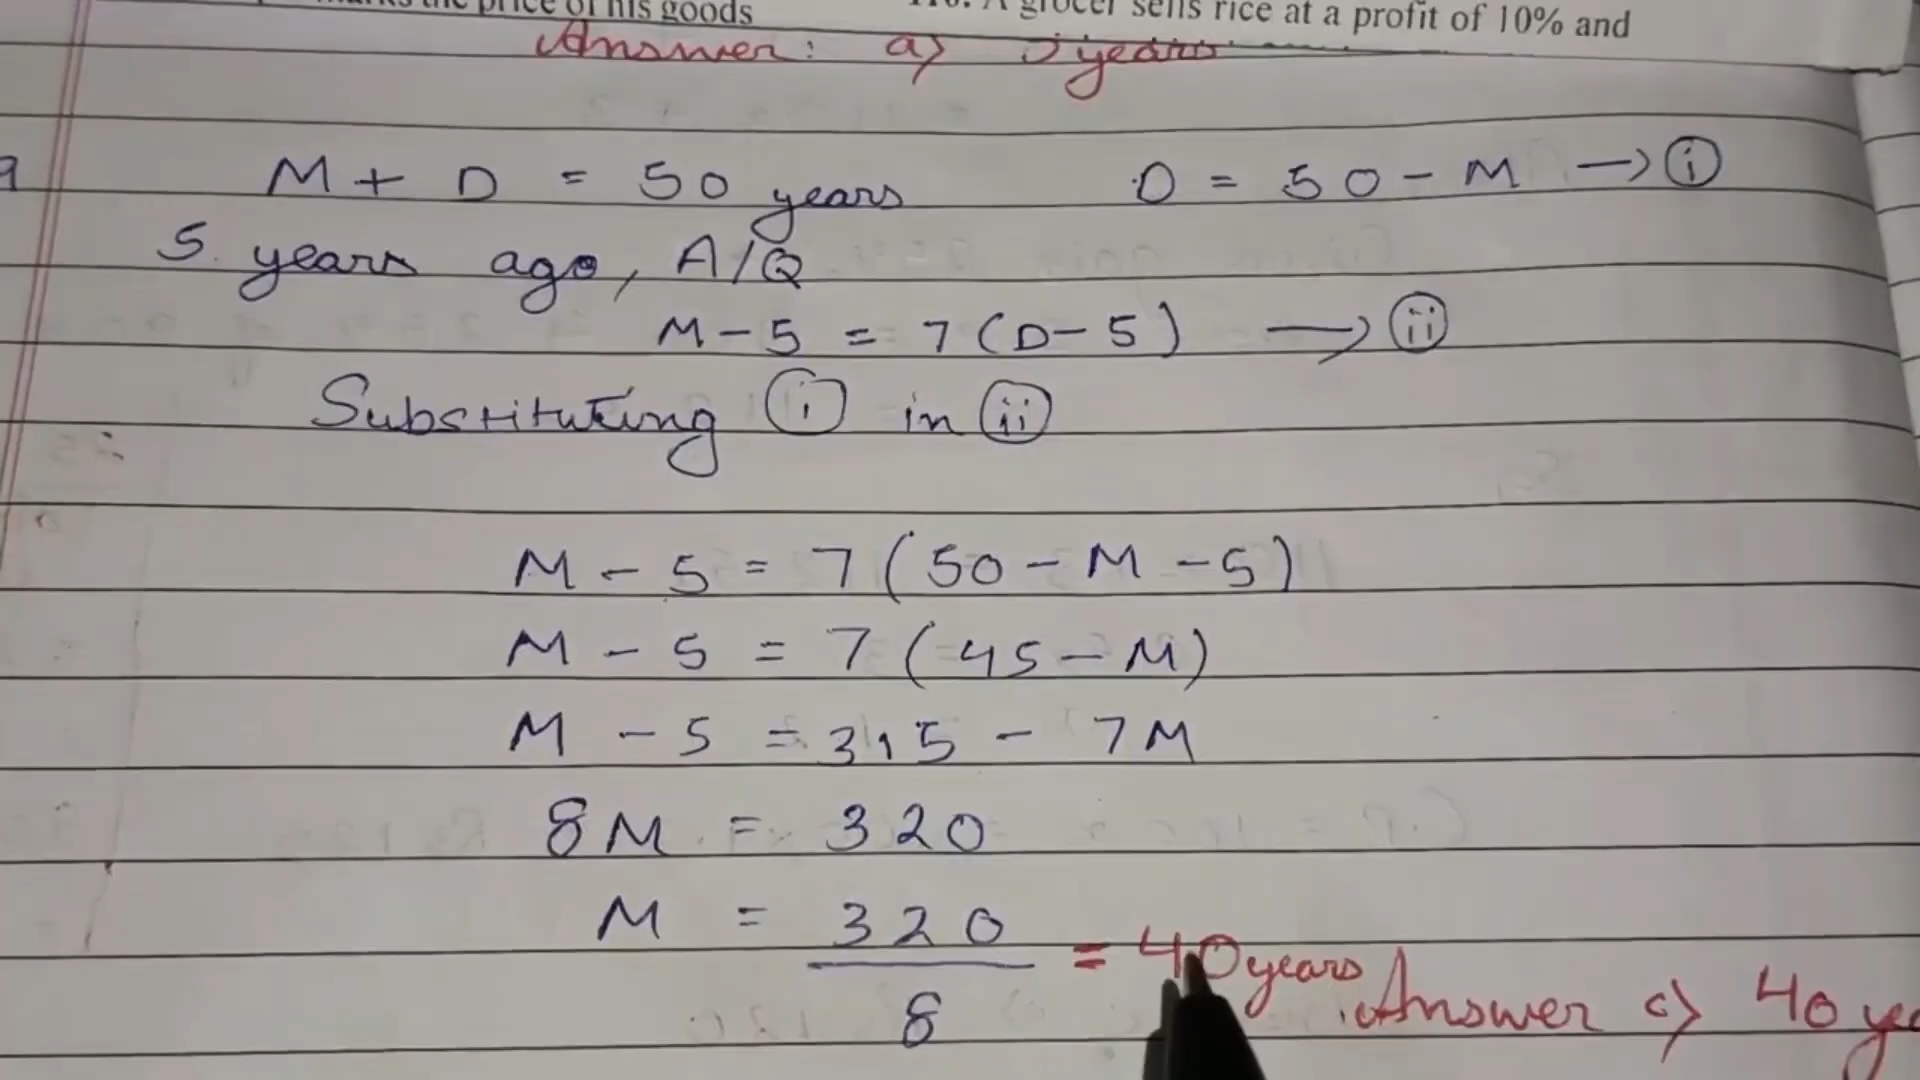 the price of his goods
A grocer sells rice at a profit of 10% and
Answer: a)
M + D = 50 years D = 50 - M → (i)
5 years ago, A/Q
M - 5 = 7 (D - 5) → (ii)
Substituting (i) in (ii)
M - 5 = 7 (50 - M - 5)
M - 5 = 7 (45 - M)
M - 5 = 315 - 7M
8M = 320
M = 320/8 = 40 years
Answer c) 40